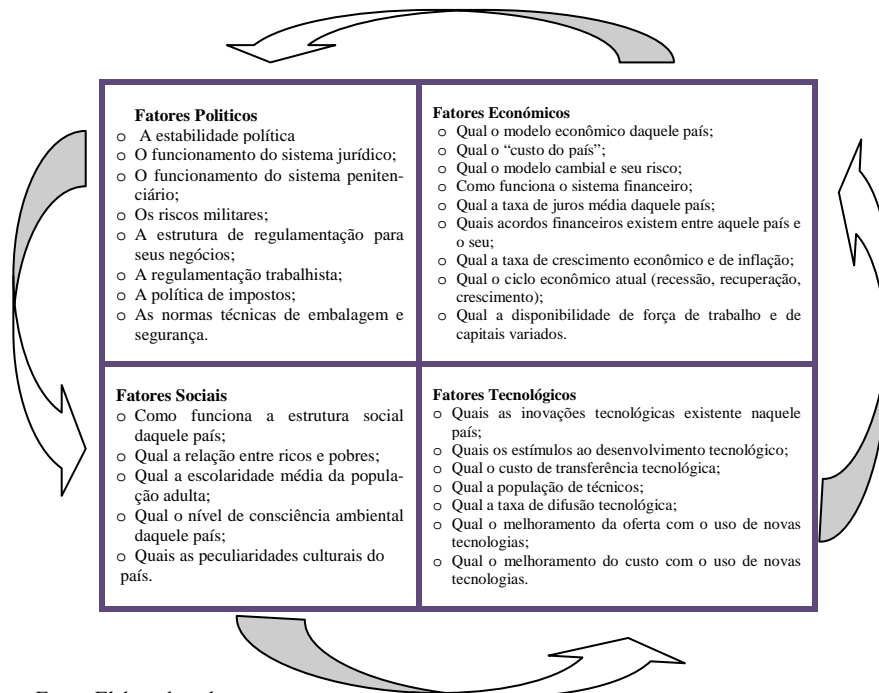 Fatores Politicos
o A estabilidade política
o O funcionamento do sistema jurídico;
o O funcionamento do sistema peniten-
ciário;
o Os riscos militares;
o A estrutura de regulamentação para
seus negócios;
o A regulamentação trabalhista;
o A política de impostos;
o As normas técnicas de embalagem e
segurança.
Fatores Económicos
o Qual o modelo econômico daquele país;
o Qual o “custo do país”;
o Qual o modelo cambial e seu risco;
o Como funciona o sistema financeiro;
o Qual a taxa de juros média daquele país;
o Quais acordos financeiros existem entre aquele país e
o seu;
o Qual a taxa de crescimento econômico e de inflação;
o Qual o ciclo econômico atual (recessão, recuperação,
crescimento);
o Qual a disponibilidade de força de trabalho e de
capitais variados.
Fatores Sociais
o Como funciona a estrutura social
daquele país;
o Qual a relação entre ricos e pobres;
o Qual a escolaridade média da popula-
ção adulta;
o Qual o nível de consciência ambiental
daquele país;
o Quais as peculiaridades culturais do
país.
Fatores Tecnológicos
o Quais as inovações tecnológicas existente naquele
país;
o Quais os estímulos ao desenvolvimento tecnológico;
o Qual o custo de transferência tecnológica;
o Qual a população de técnicos;
o Qual a taxa de difusão tecnológica;
o Qual o melhoramento da oferta com o uso de novas
tecnologias;
o Qual o melhoramento do custo com o uso de novas
tecnologias.